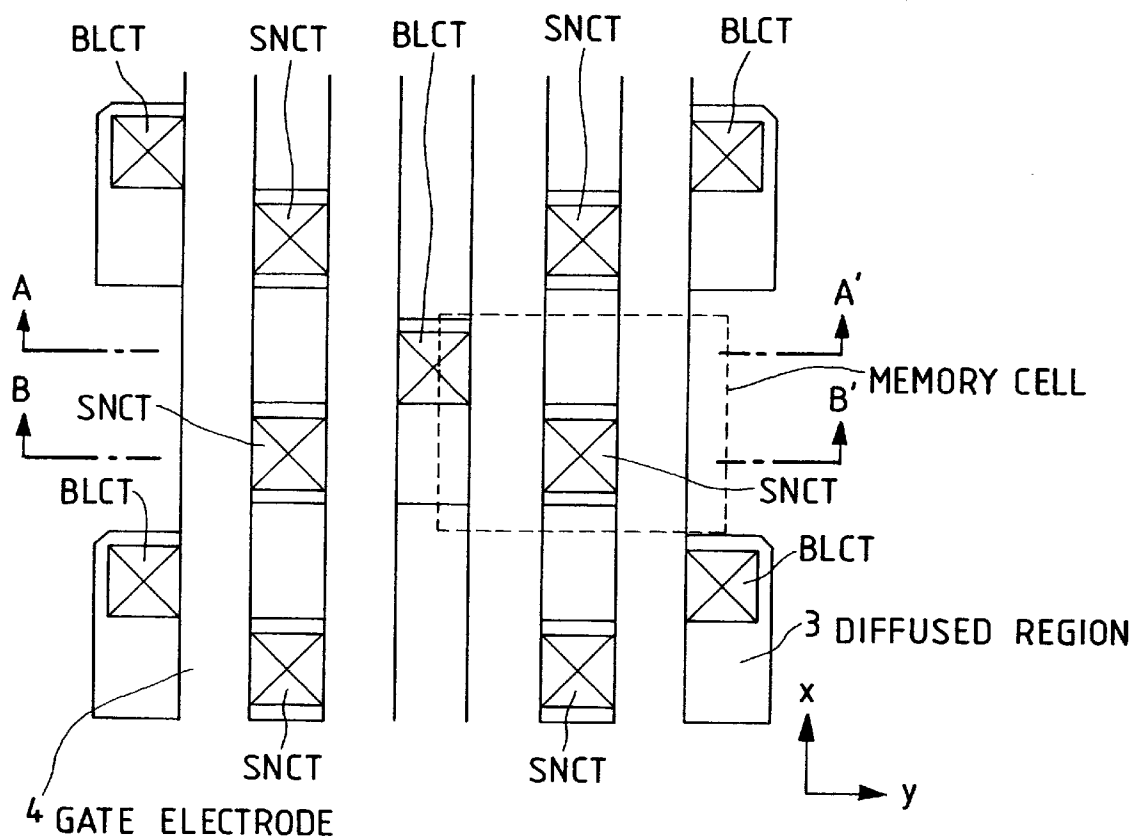 BLCT
SNCT
BLCT
SNCT
BLCT
A
A'
MEMORY CELL
B
B'
SNCT
SNCT
BLCT
BLCT
3 DIFFUSED REGION
x
SNCT
SNCT
y
4 GATE ELECTRODE